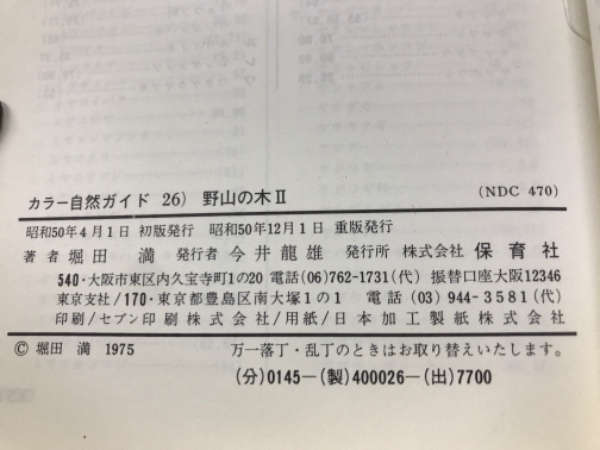 カラー自然ガイド 26) 野山の木Ⅱ (NDC 470)
昭和50年4月1日 初版発行 昭和50年12月1日 重版発行
著者 堀田 満 発行者 今井龍雄 発行所 株式会社 保育社
540・大阪市東区内久宝寺町1の20 電話(06)762-1731(代) 振替口座大阪12346
東京支社/170・東京都豊島区南大塚1の1 電話(03)944-3581(代)
印刷/セブン印刷株式会社/用紙/日本加工製紙株式会社
© 堀田 満 1975 万一落丁・乱丁のときはお取り替えいたします。
(分)0145—(製)400026—(出)7700